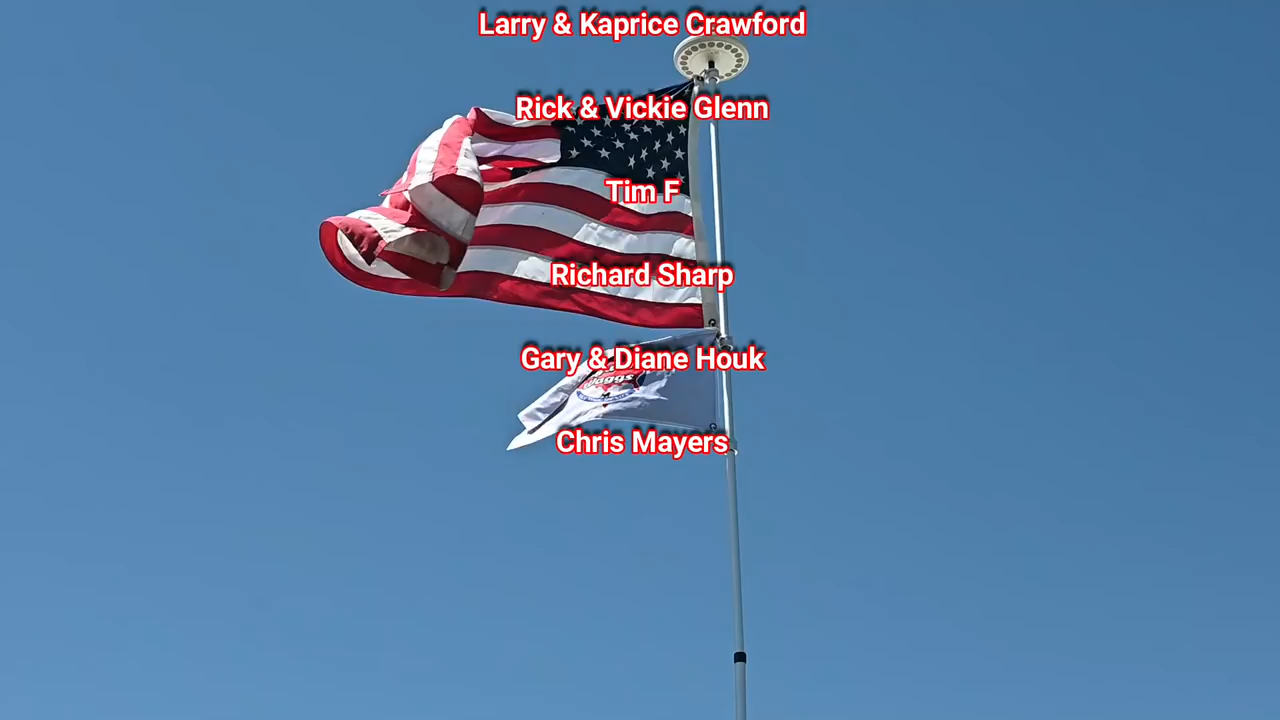 Larry & Kaprice Crawford
Rick & Vickie Glenn
Tim F
Richard Sharp
Gary & Diane Houk
Chris Mayers